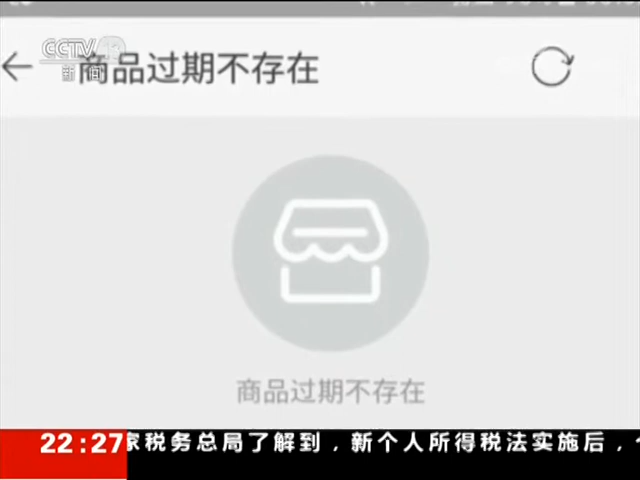 CCTV 13
新闻
商品过期不存在
商品过期不存在
22:27
家税务总局了解到，新个人所得税法实施后，